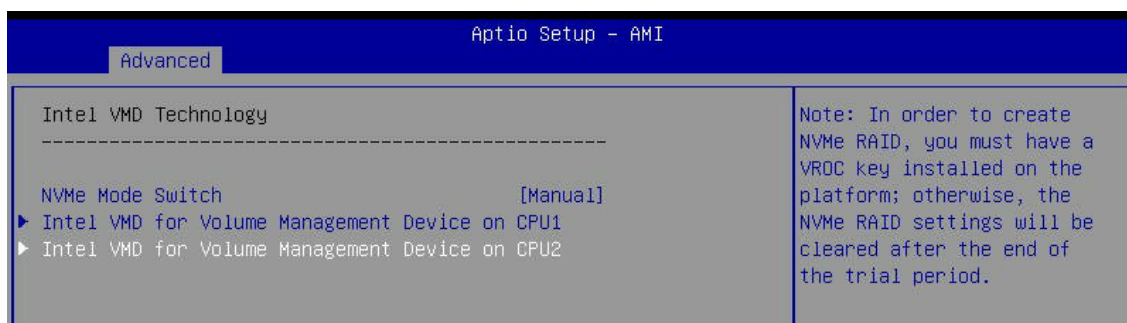 Aptio Setup – AMI
Advanced
Intel VMD Technology
--------------------------------------------------
NVMe Mode Switch [Manual]
Intel VMD for Volume Management Device on CPU1
Intel VMD for Volume Management Device on CPU2
Note: In order to create
NVMe RAID, you must have a
VROC key installed on the
platform; otherwise, the
NVMe RAID settings will be
cleared after the end of
the trial period.